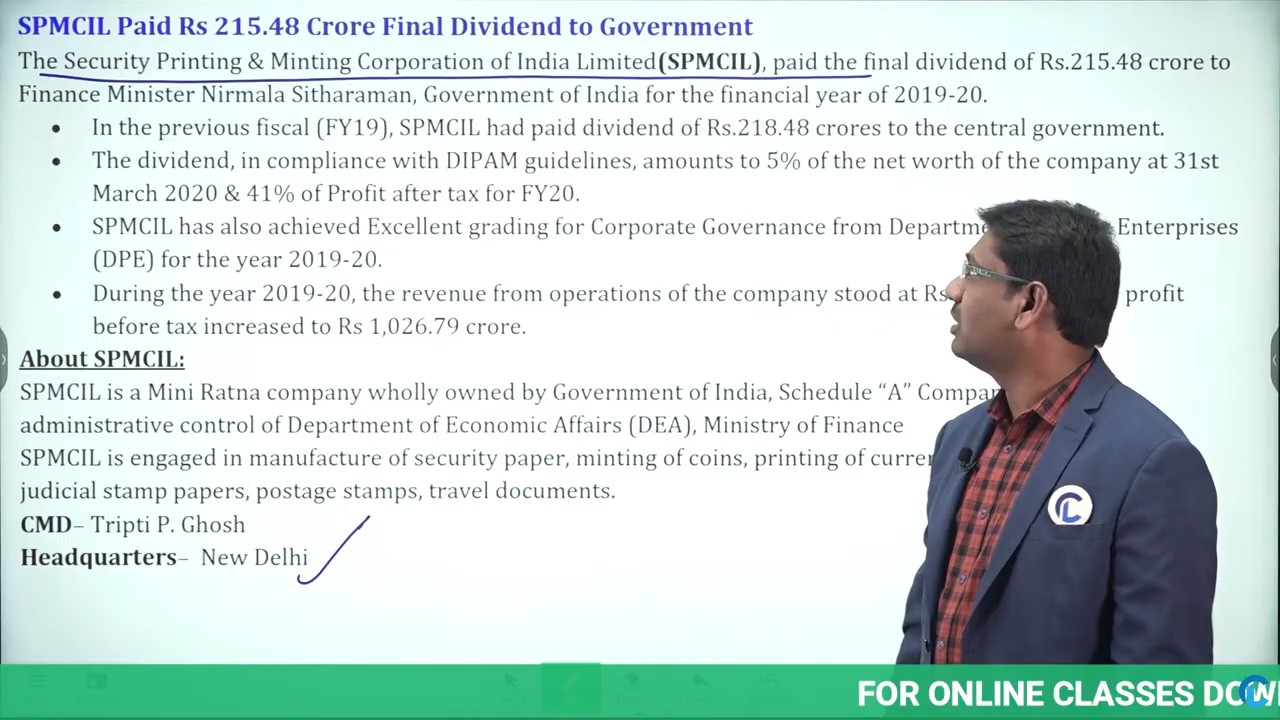 SPMCIL Paid Rs 215.48 Crore Final Dividend to Government
The Security Printing & Minting Corporation of India Limited(SPMCIL), paid the final dividend of Rs.215.48 crore to
Finance Minister Nirmala Sitharaman, Government of India for the financial year of 2019-20.
• In the previous fiscal (FY19), SPMCIL had paid dividend of Rs.218.48 crores to the central government.
• The dividend, in compliance with DIPAM guidelines, amounts to 5% of the net worth of the company at 31st
March 2020 & 41% of Profit after tax for FY20.
• SPMCIL has also achieved Excellent grading for Corporate Governance from Enterprises
(DPE) for the year 2019-20.
• During the year 2019-20, the revenue from operations of the company stood at Rs profit
before tax increased to Rs 1,026.79 crore.
About SPMCIL:
SPMCIL is a Mini Ratna company wholly owned by Government of India, Schedule “A”
administrative control of Department of Economic Affairs (DEA), Ministry of Finance
SPMCIL is engaged in manufacture of security paper, minting of coins, printing of
judicial stamp papers, postage stamps, travel documents.
CMD– Tripti P. Ghosh
Headquarters– New Delhi
FOR ONLINE CLASSES